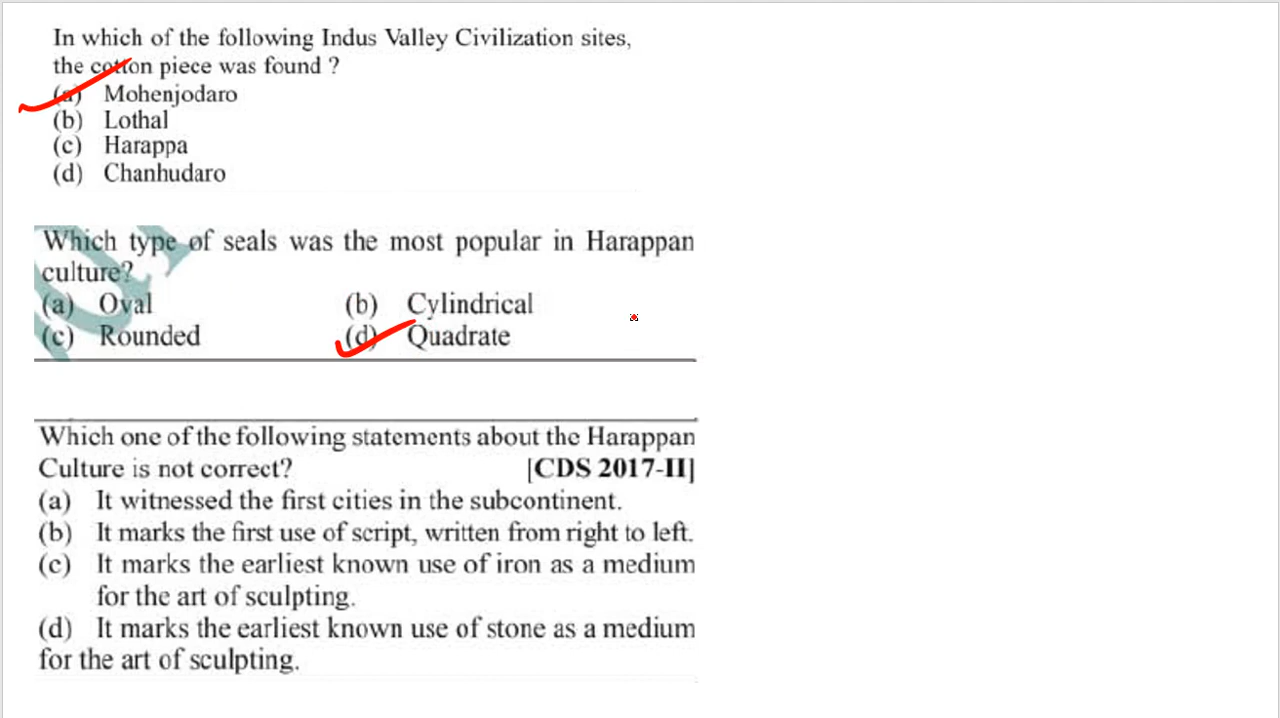 In which of the following Indus Valley Civilization sites,
the cotton piece was found ?
(a) Mohenjodaro
(b) Lothal
(c) Harappa
(d) Chanhudaro
Which type of seals was the most popular in Harappan
culture?
(a) Oval (b) Cylindrical
(c) Rounded (d) Quadrate
Which one of the following statements about the Harappan
Culture is not correct? [CDS 2017-II]
(a) It witnessed the first cities in the subcontinent.
(b) It marks the first use of script, written from right to left.
(c) It marks the earliest known use of iron as a medium
for the art of sculpting.
(d) It marks the earliest known use of stone as a medium
for the art of sculpting.